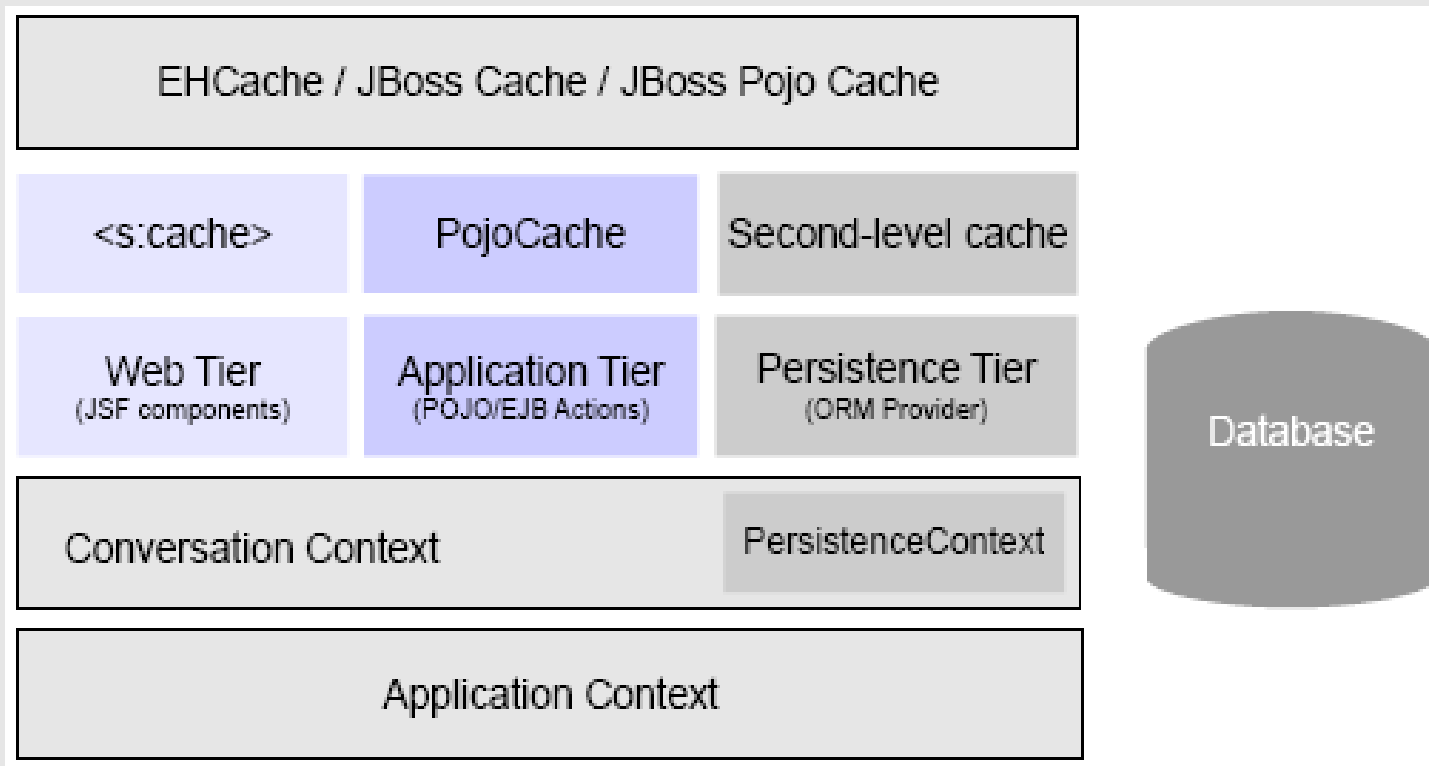 EHCache / JBoss Cache / JBoss Pojo Cache
<s:cache>
PojoCache
Second-level cache
Web Tier
(JSF components)
Application Tier
(POJO/EJB Actions)
Persistence Tier
(ORM Provider)
Database
Conversation Context
PersistenceContext
Application Context